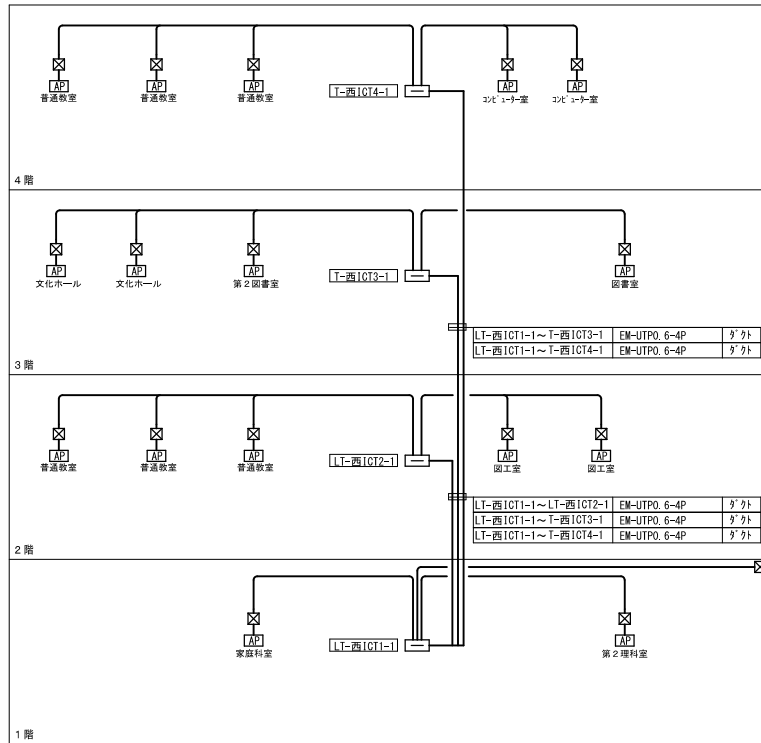 AP AP AP T-西ICT4-1 AP AP
普通教室 普通教室 普通教室 コンピューター室 コンピューター室
4階
AP AP AP T-西ICT3-1 AP
文化ホール 文化ホール 第2図書室 図書室
LT-西ICT1-1～T-西ICT3-1 EM-UTP0.6-4P ダクト
LT-西ICT1-1～T-西ICT4-1 EM-UTP0.6-4P ダクト
3階
AP AP AP LT-西ICT2-1 AP AP
普通教室 普通教室 普通教室 図工室 図工室
LT-西ICT1-1～LT-西ICT2-1 EM-UTP0.6-4P ダクト
LT-西ICT1-1～T-西ICT3-1 EM-UTP0.6-4P ダクト
LT-西ICT1-1～T-西ICT4-1 EM-UTP0.6-4P ダクト
2階
AP LT-西ICT1-1 AP
家庭科室 第2理科室
1階